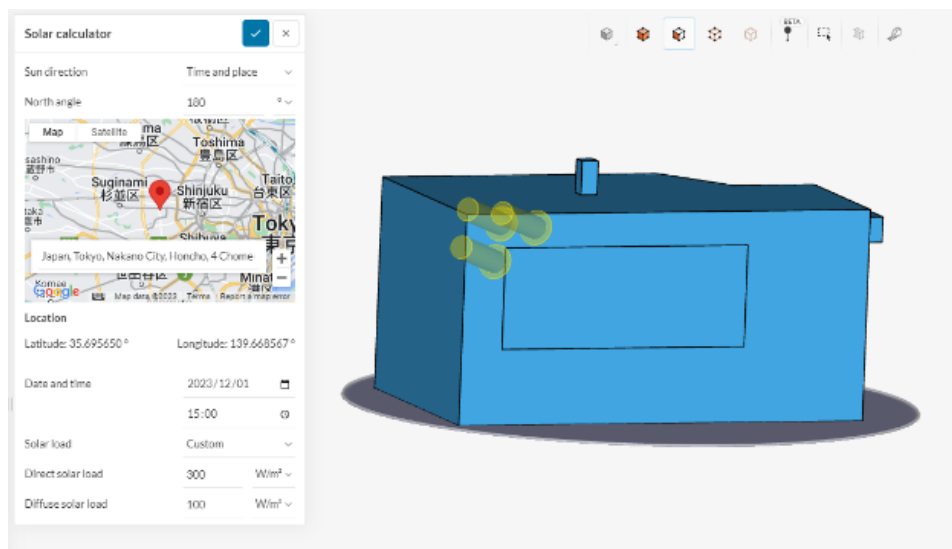 Solar calculator
BETA
Sun direction Time and place
North angle 180 °
Map Satellite
Toshima
豊島区
Suginami
杉並区
Shinjuku
新宿区
Taito
台東区
Shibuya
Japan, Tokyo, Nakano City, Honcho, 4 Chome
Google
Map data ©2023 Terms Report a map error
Location
Latitude: 35.695650 ° Longitude: 139.668567 °
Date and time 2023/12/01
15:00
Solar load Custom
Direct solar load 300 W/m²
Diffuse solar load 100 W/m²